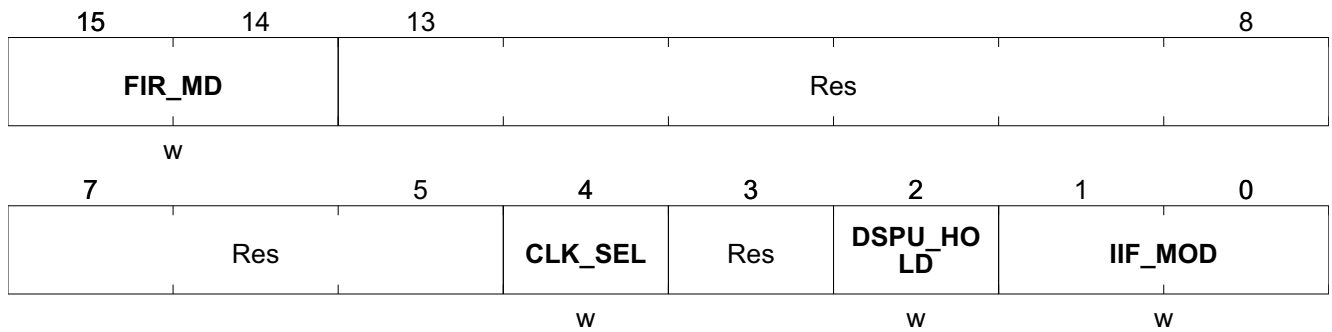 15 14 13 8
FIR_MD Res
w
7 5 4 3 2 1 0
Res CLK_SEL Res DSPU_HO
LD IIF_MOD
w w w